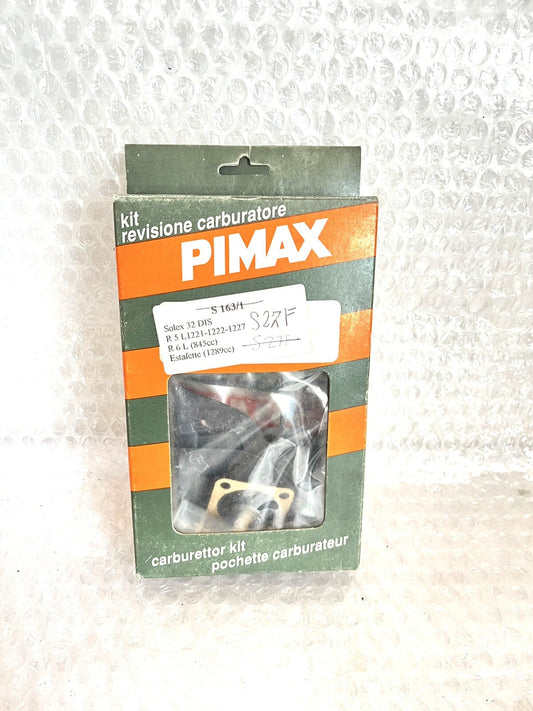 kit
revisione carburatore
PIMAX
S 163/1
Solex 32 DIS
R 5 L1221-1222-1227 S27F
R 6 L (845cc)
Estafette (1289cc)
carburettor kit
pochette carburateur